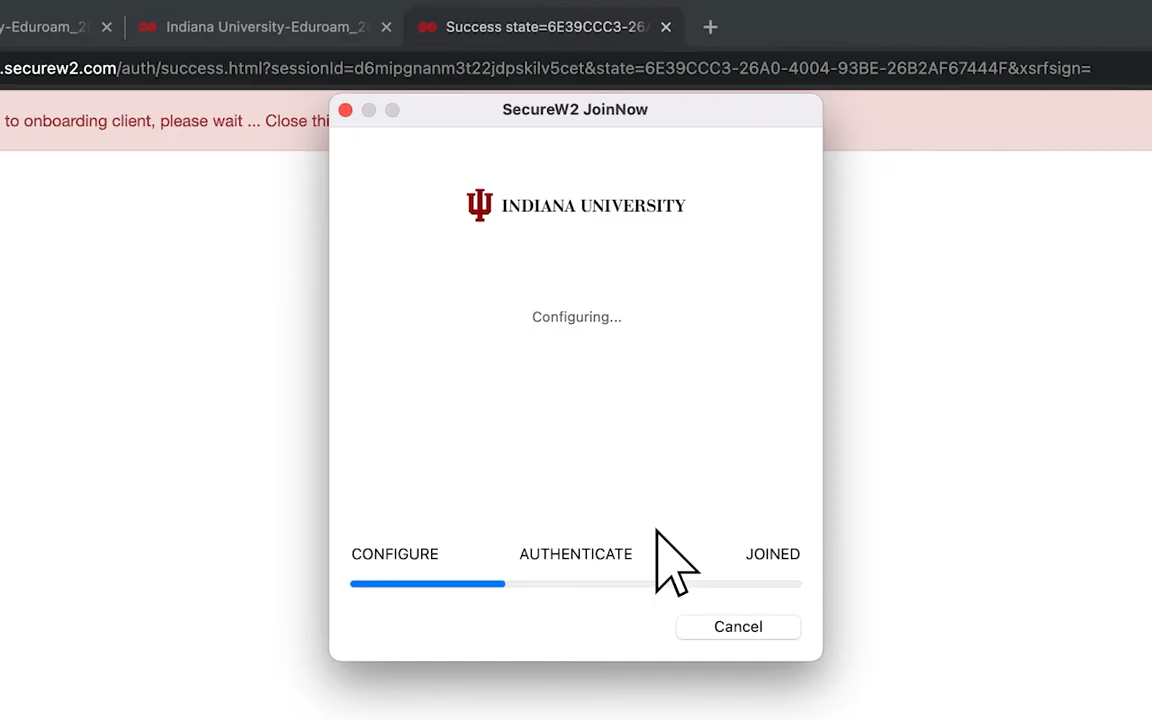 y-Eduroam_2
Indiana University-Eduroam_2
Success state=6E39CCC3-26
.securew2.com/auth/success.html?sessionId=d6mipgnanm3t22jdpskilv5cet&state=6E39CCC3-26A0-4004-93BE-26B2AF67444F&xsrfsign=
to onboarding client, please wait ... Close thi
SecureW2 JoinNow
INDIANA UNIVERSITY
Configuring...
CONFIGURE AUTHENTICATE JOINED
Cancel